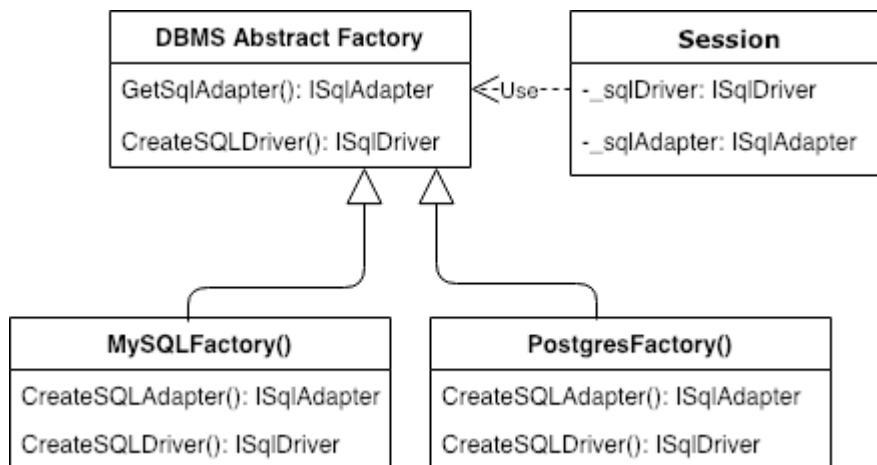 DBMS Abstract Factory
GetSqlAdapter(): ISqlAdapter
CreateSQLDriver(): ISqlDriver
Use
Session
-_sqlDriver: ISqlDriver
-_sqlAdapter: ISqlAdapter
MySQLFactory()
CreateSQLAdapter(): ISqlAdapter
CreateSQLDriver(): ISqlDriver
PostgresFactory()
CreateSQLAdapter(): ISqlAdapter
CreateSQLDriver(): ISqlDriver